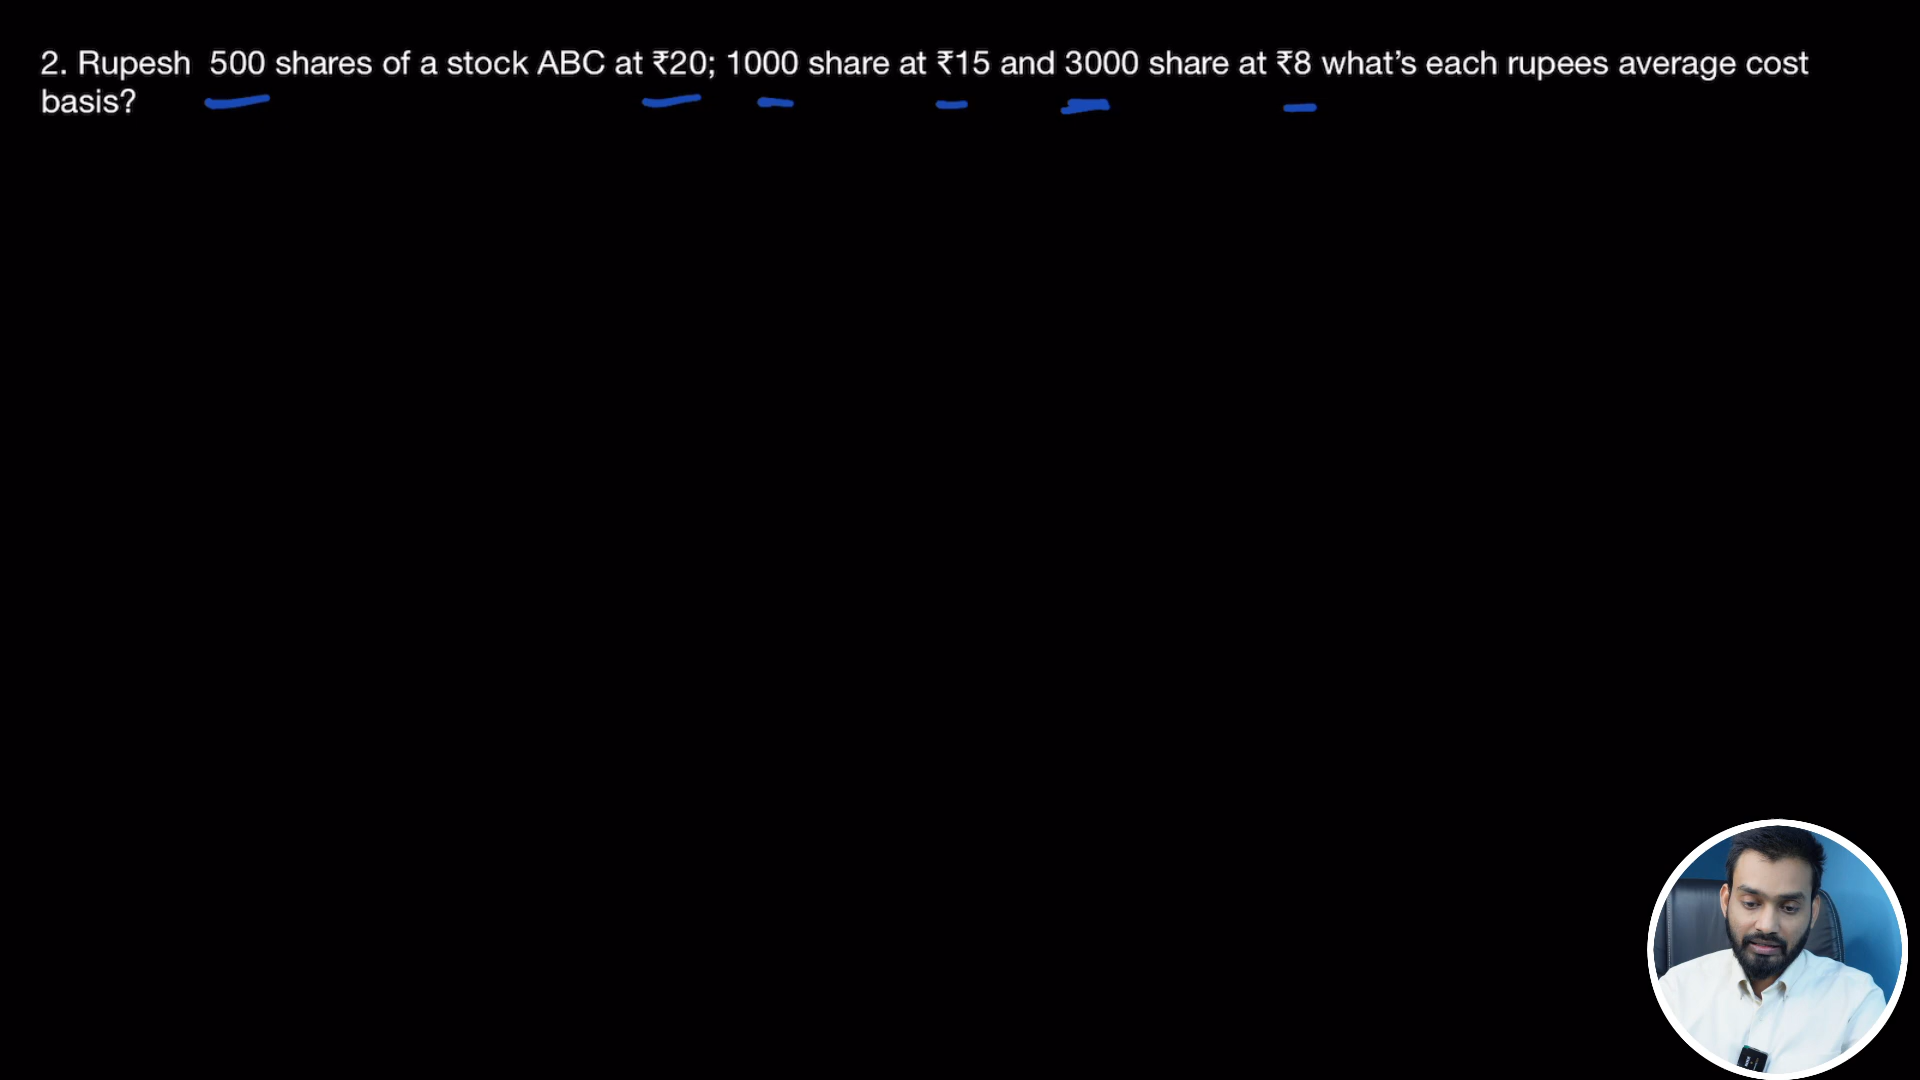 2. Rupesh  500 shares of a stock ABC at ₹20; 1000 share at ₹15 and 3000 share at ₹8 what’s each rupees average cost
basis?